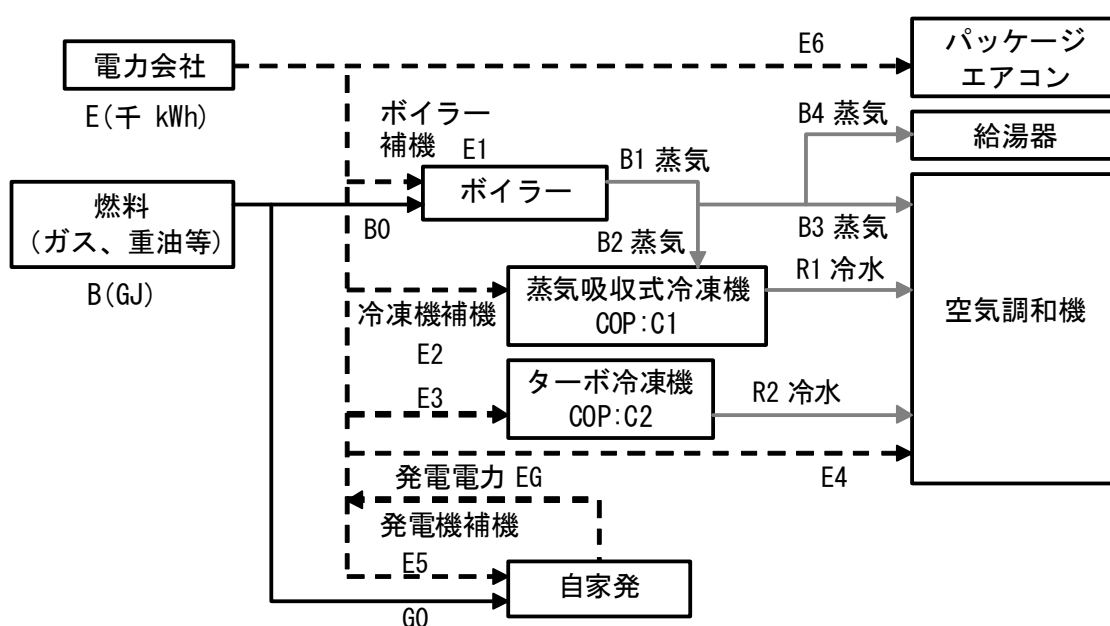 電力会社
E(千 kWh)
E6
パッケージ
エアコン
ボイラー
補機
E1
ボイラー
B1 蒸気
B4 蒸気
給湯器
燃料
(ガス、重油等)
B(GJ)
B0
B2 蒸気
B3 蒸気
冷凍機補機
E2
蒸気吸収式冷凍機
COP:C1
R1 冷水
空気調和機
E3
ターボ冷凍機
COP:C2
R2 冷水
E4
発電電力 EG
発電機補機
E5
自家発
G0